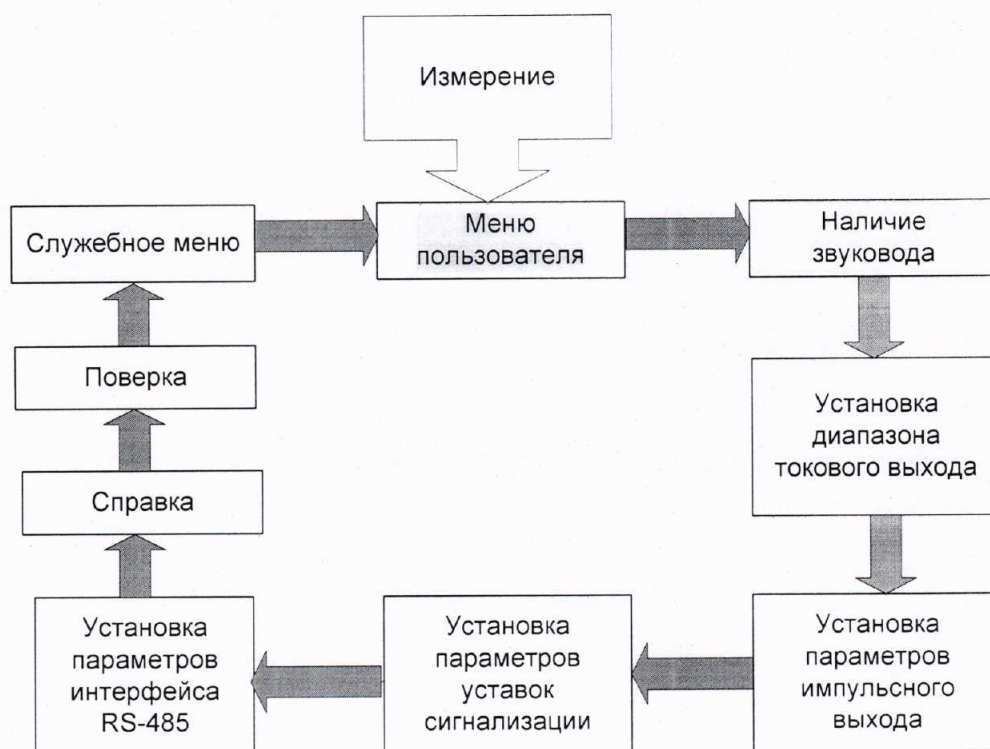 Измерение
Служебное меню
Меню
пользователя
Наличие
звуковода
Поверка
Установка
диапазона
токового выхода
Справка
Установка
параметров
интерфейса
RS-485
Установка
параметров
уставок
сигнализации
Установка
параметров
импульсного
выхода